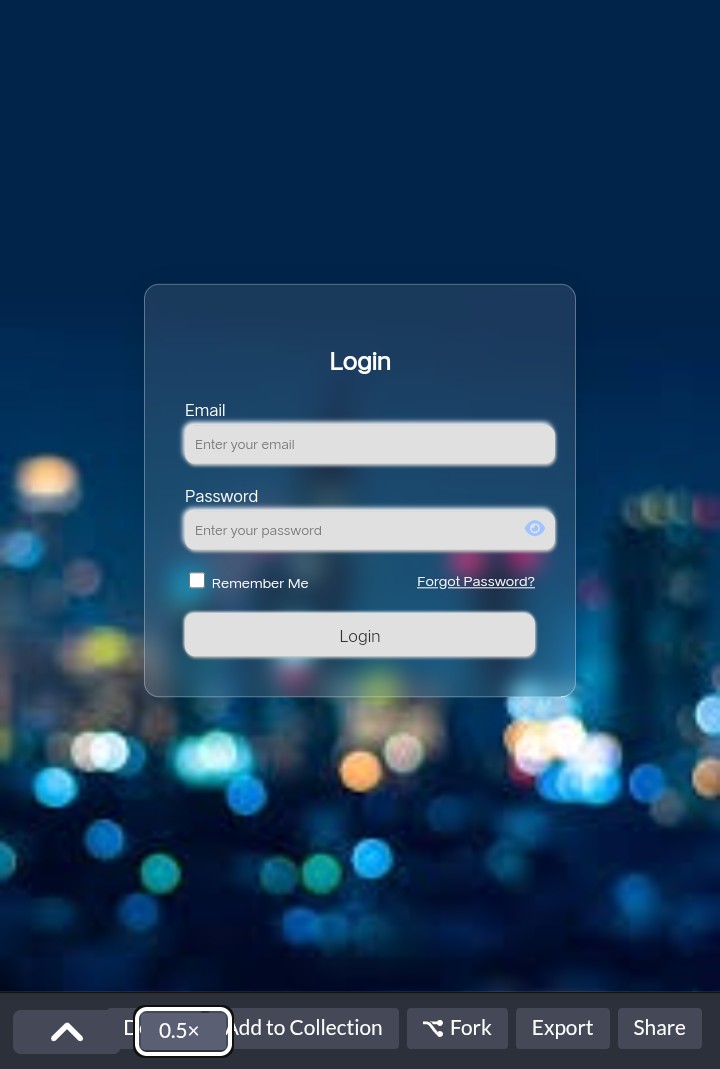 Login
Email
Enter your email
Password
Enter your password
Remember Me
Forgot Password?
Login
0.5×
Add to Collection
Fork
Export
Share